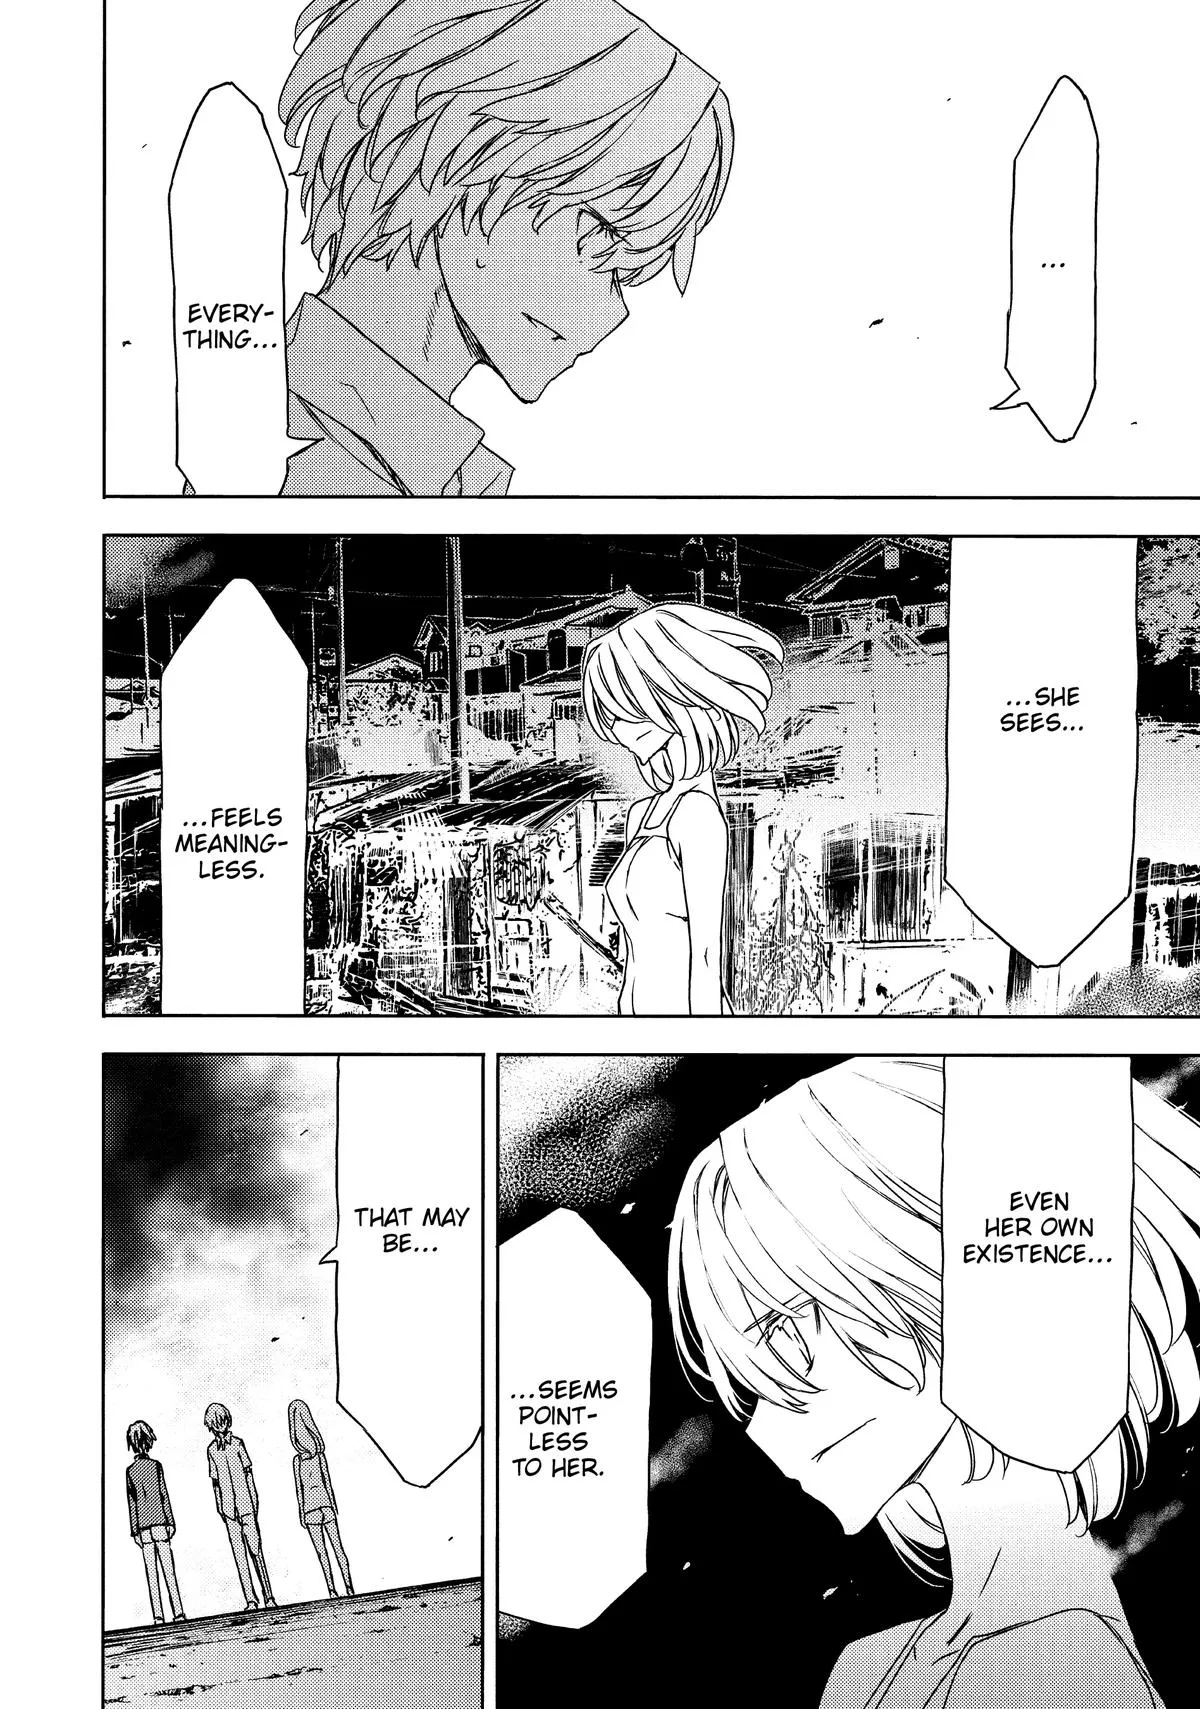 ...
EVERY-
THING...
...SHE
SEES...
...FEELS
MEANING-
LESS.
EVEN
HER OWN
EXISTENCE...
...SEEMS
POINT-
LESS
TO HER.
THAT MAY
BE...